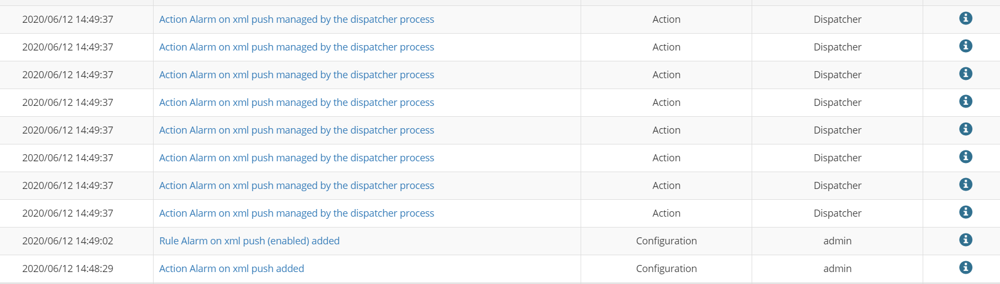 2020/06/12 14:49:37 Action Alarm on xml push managed by the dispatcher process Action Dispatcher
2020/06/12 14:49:37 Action Alarm on xml push managed by the dispatcher process Action Dispatcher
2020/06/12 14:49:37 Action Alarm on xml push managed by the dispatcher process Action Dispatcher
2020/06/12 14:49:37 Action Alarm on xml push managed by the dispatcher process Action Dispatcher
2020/06/12 14:49:37 Action Alarm on xml push managed by the dispatcher process Action Dispatcher
2020/06/12 14:49:37 Action Alarm on xml push managed by the dispatcher process Action Dispatcher
2020/06/12 14:49:37 Action Alarm on xml push managed by the dispatcher process Action Dispatcher
2020/06/12 14:49:37 Action Alarm on xml push managed by the dispatcher process Action Dispatcher
2020/06/12 14:49:02 Rule Alarm on xml push (enabled) added Configuration admin
2020/06/12 14:48:29 Action Alarm on xml push added Configuration admin